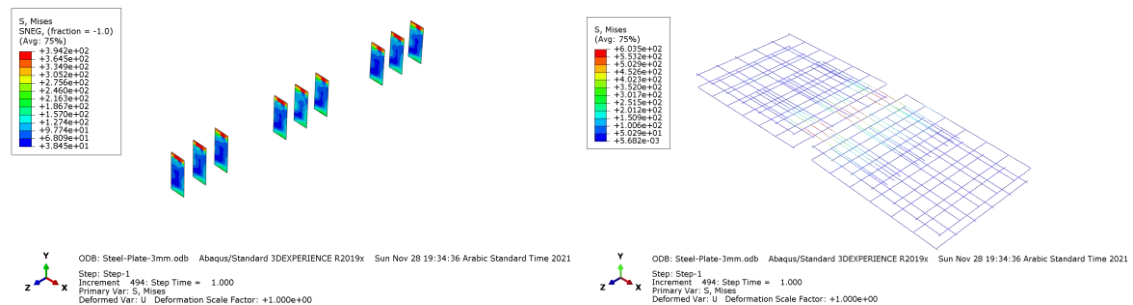 S, Mises
SNEG, (fraction = -1.0)
(Avg: 75%)
+3.942e+02
+3.645e+02
+3.349e+02
+3.052e+02
+2.756e+02
+2.460e+02
+2.163e+02
+1.867e+02
+1.570e+02
+1.274e+02
+9.774e+01
+6.809e+01
+3.845e+01
Y
Z
X
ODB: Steel-Plate-3mm.odb Abaqus/Standard 3DEXPERIENCE R2019x Sun Nov 28 19:34:36 Arabic Standard Time 2021
Step: Step-1
Increment 494: Step Time = 1.000
Primary Var: S, Mises
Deformed Var: U Deformation Scale Factor: +1.000e+00
S, Mises
(Avg: 75%)
+6.035e+02
+5.532e+02
+5.029e+02
+4.526e+02
+4.023e+02
+3.520e+02
+3.017e+02
+2.515e+02
+2.012e+02
+1.509e+02
+1.006e+02
+5.029e+01
+5.682e-03
Y
Z
X
ODB: Steel-Plate-3mm.odb Abaqus/Standard 3DEXPERIENCE R2019x Sun Nov 28 19:34:36 Arabic Standard Time 2021
Step: Step-1
Increment 494: Step Time = 1.000
Primary Var: S, Mises
Deformed Var: U Deformation Scale Factor: +1.000e+00